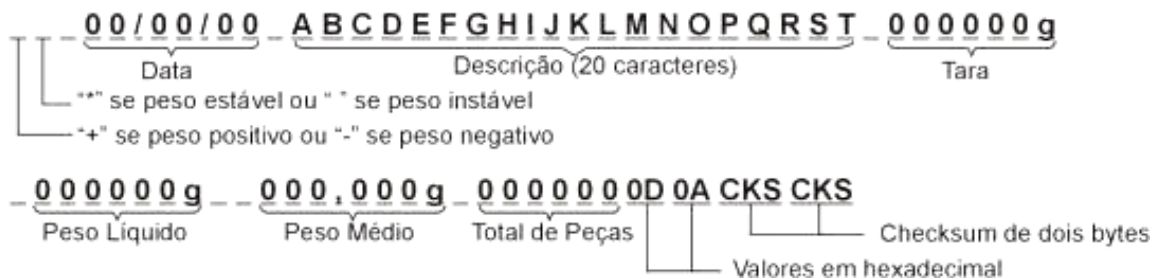 _ _ _ 00/00/00 _ ABCDEFGHIJKLMNOPQRST _ 000000g
Data Descrição (20 caracteres) Tara
"*" se peso estável ou " " se peso instável
"+" se peso positivo ou "-" se peso negativo
_ 000000g _ _ 000,000g _ 0000000 0D 0A CKS CKS
Peso Líquido Peso Médio Total de Peças
Checksum de dois bytes
Valores em hexadecimal